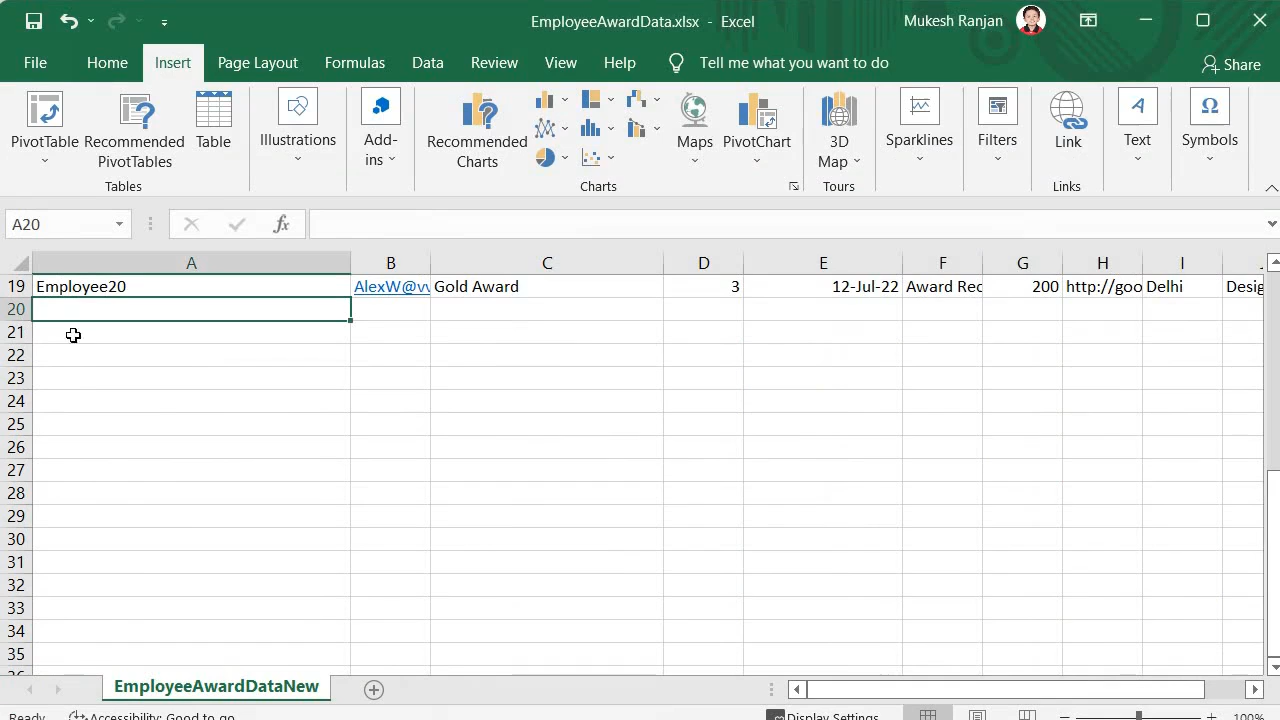 EmployeeAwardData.xlsx - Excel
Mukesh Ranjan
File Home Insert Page Layout Formulas Data Review View Help Tell me what you want to do Share
PivotTable
Recommended
PivotTables
Table
Illustrations
Add-
ins
Recommended
Charts
Maps
PivotChart
3D
Map
Sparklines
Filters
Link
Text
Symbols
Tables
Charts
Tours
Links
A20
fx
A B C D E F G H I
19 Employee20 AlexW@vv Gold Award 3 12-Jul-22 Award Rec 200 http://goo Delhi Desig
20
21
22
23
24
25
26
27
28
29
30
31
32
33
34
35
EmployeeAwardDataNew
Ready Accessibility: Good to go Display Settings 100%